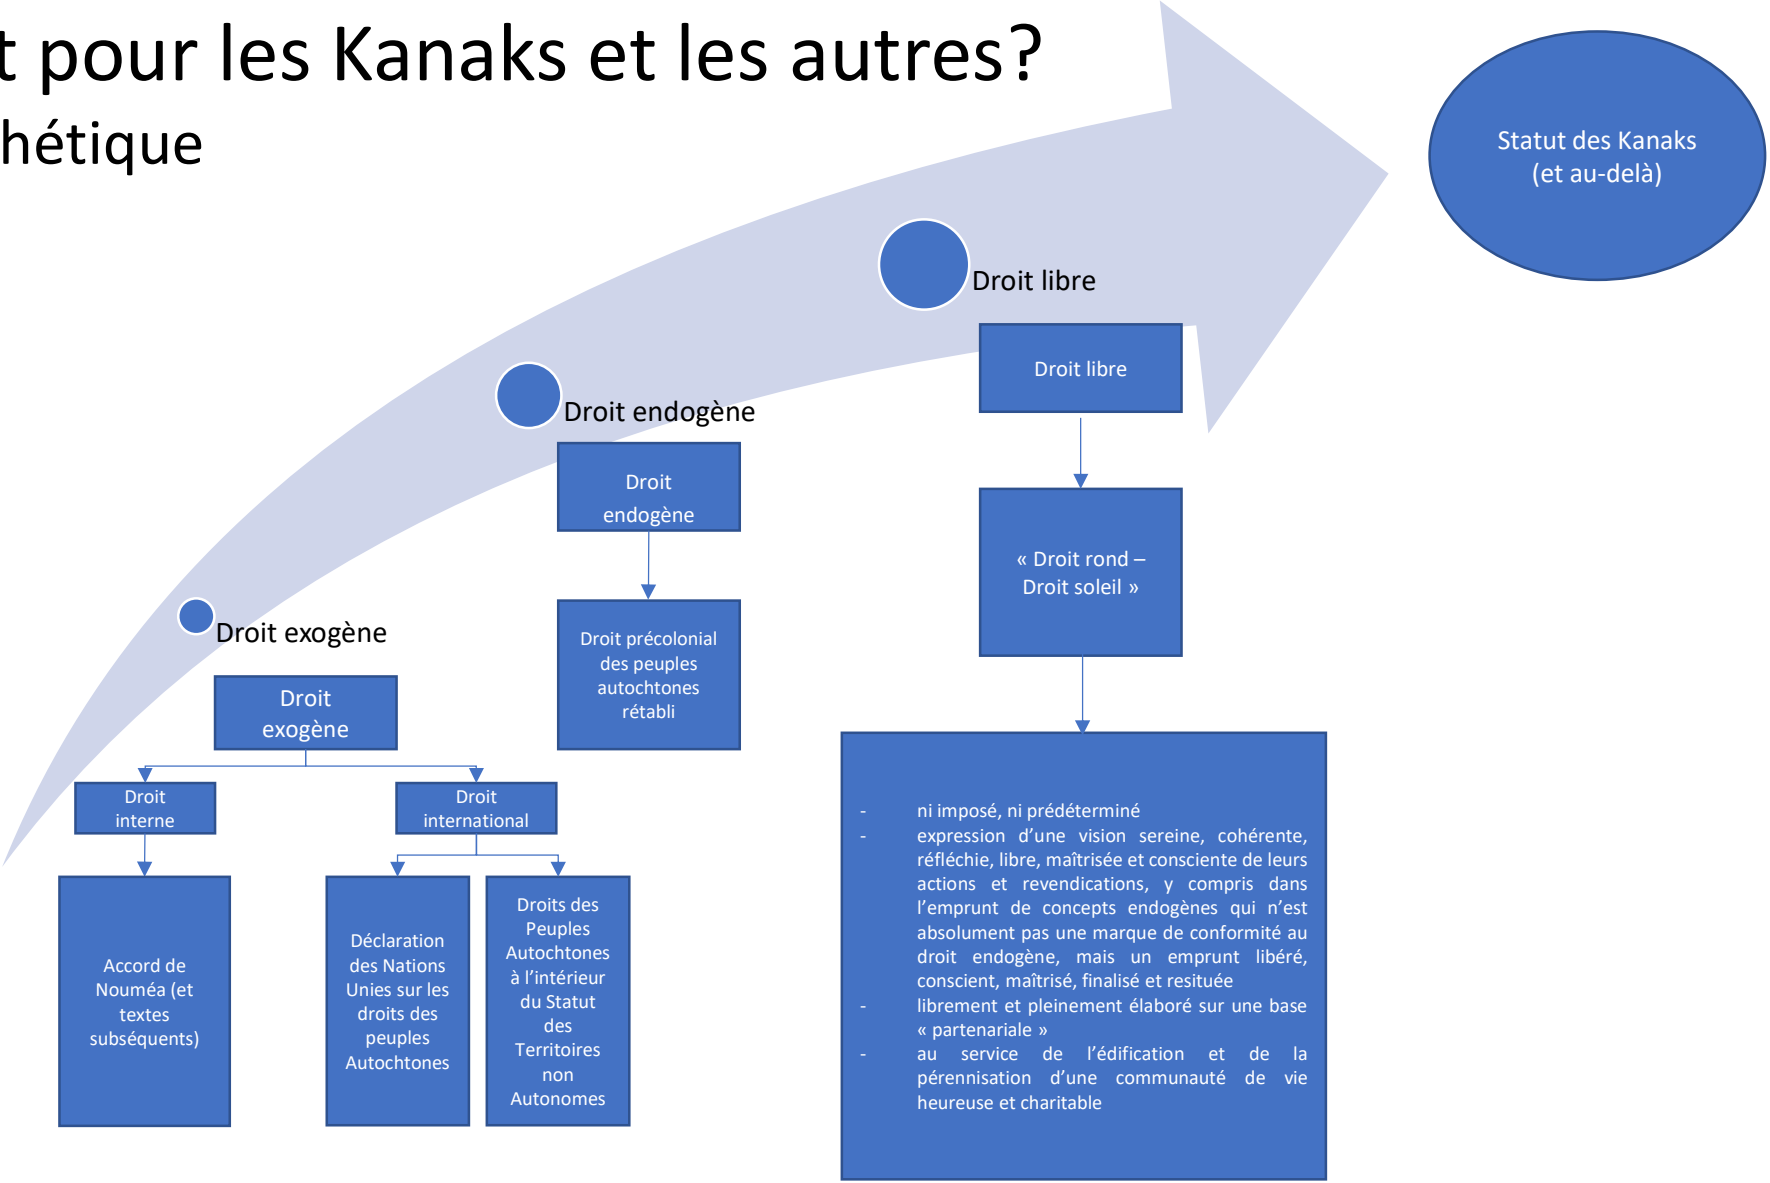 t pour les Kanaks et les autres?
hétique
Statut des Kanaks
(et au-delà)
Droit libre
Droit libre
« Droit rond –
Droit soleil »
- ni imposé, ni prédéterminé
- expression d’une vision sereine, cohérente,
réfléchie, libre, maîtrisée et consciente de leurs
actions et revendications, y compris dans
l’emprunt de concepts endogènes qui n’est
absolument pas une marque de conformité au
droit endogène, mais un emprunt libéré,
conscient, maîtrisé, finalisé et resituée
- librement et pleinement élaboré sur une base
« partenariale »
- au service de l’édification et de la
pérennisation d’une communauté de vie
heureuse et charitable
Droit endogène
Droit
endogène
Droit précolonial
des peuples
autochtones
rétabli
Droit exogène
Droit
exogène
Droit
interne
Accord de
Nouméa (et
textes
subséquents)
Droit
international
Déclaration
des Nations
Unies sur les
droits des
peuples
Autochtones
Droits des
Peuples
Autochtones
à l’intérieur
du Statut
des
Territoires
non
Autonomes